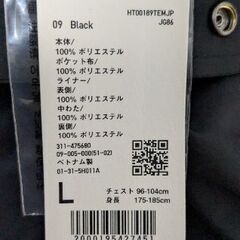 HT00189TEMJP
JG86
09 Black
本体/
100% ポリエステル
ポケット布/
100% ポリエステル
ライナー/
表側/
100% ポリエステル
中わた/
100% ポリエステル
裏側/
100% ポリエステル
311-475680
09-005-000(51-02)
ベトナム製
01-31-5H011A
L
チェスト 96-104cm
身長 175-185cm
2000195427451